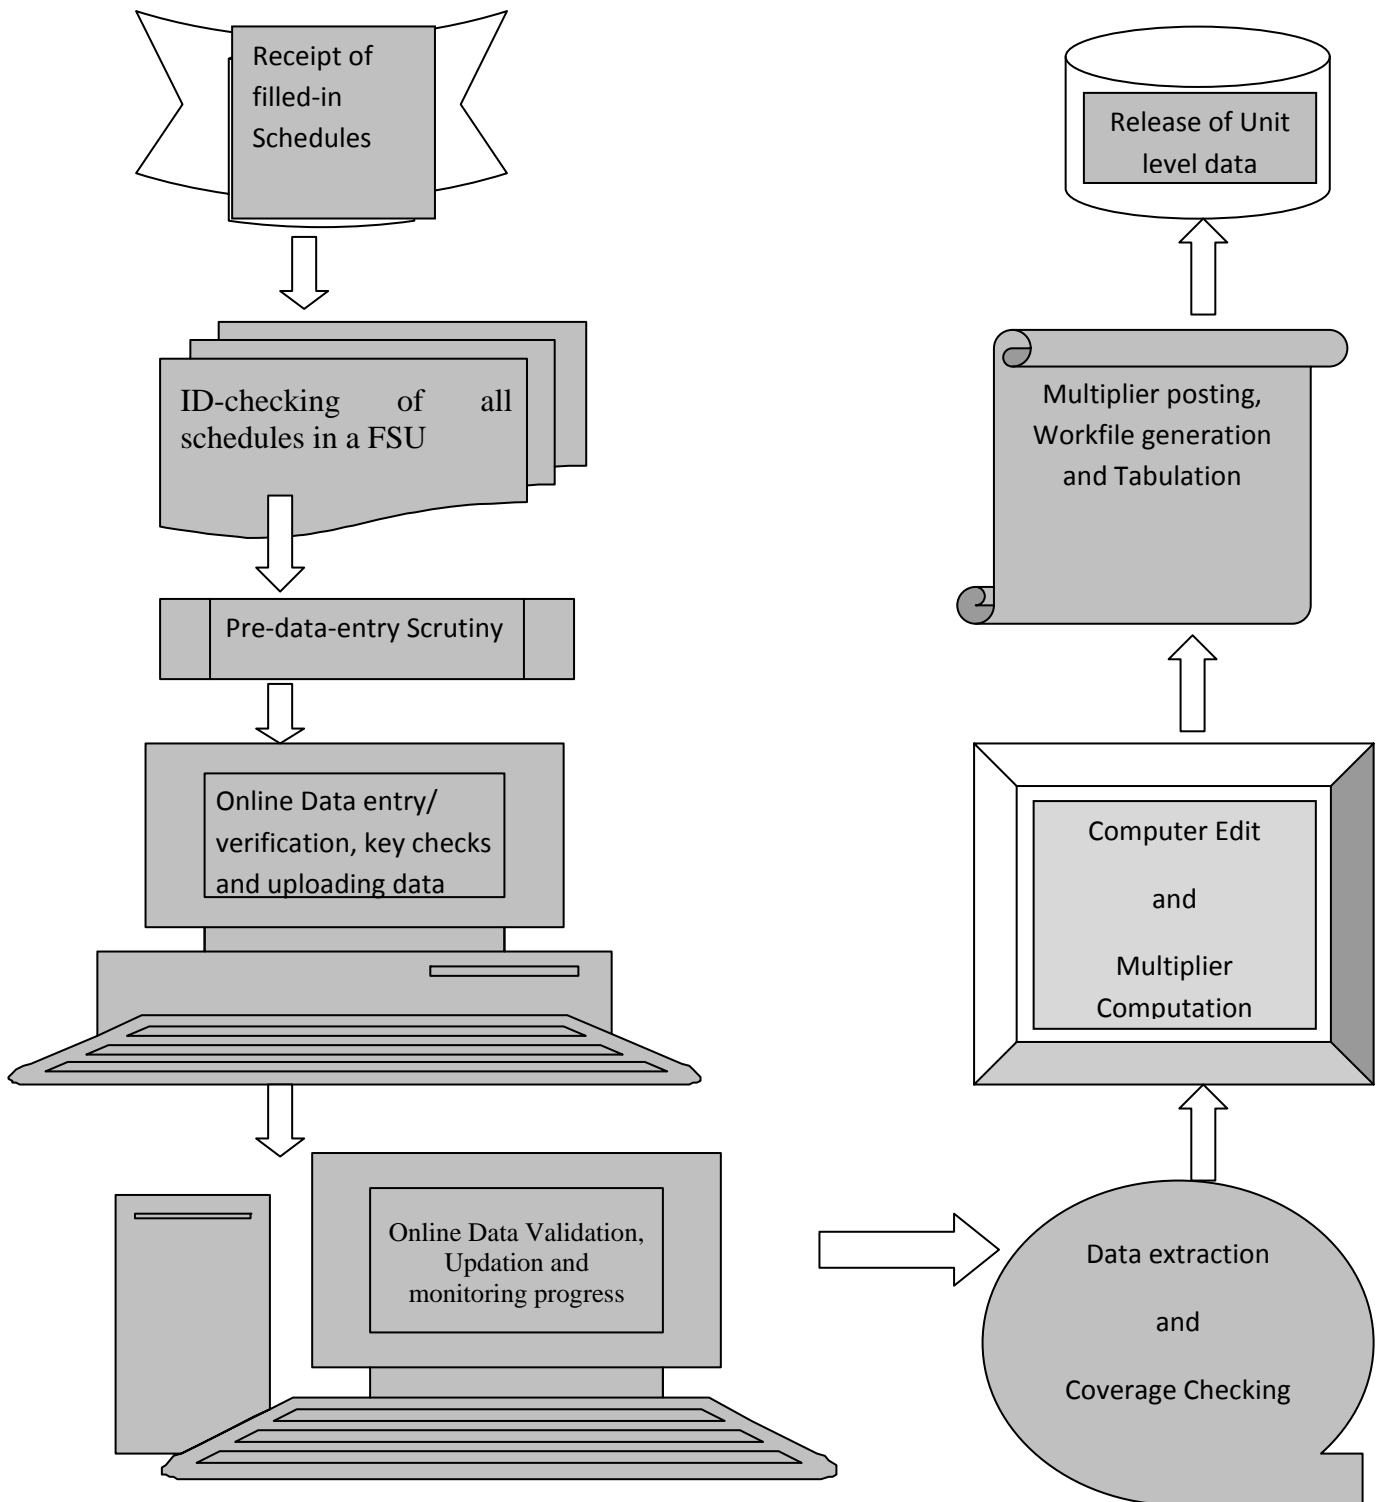 Receipt of
filled-in
Schedules
ID-checking of all
schedules in a FSU
Pre-data-entry Scrutiny
Online Data entry/
verification, key checks
and uploading data
Online Data Validation,
Updation and
monitoring progress
Data extraction
and
Coverage Checking
Computer Edit
and
Multiplier
Computation
Multiplier posting,
Workfile generation
and Tabulation
Release of Unit
level data